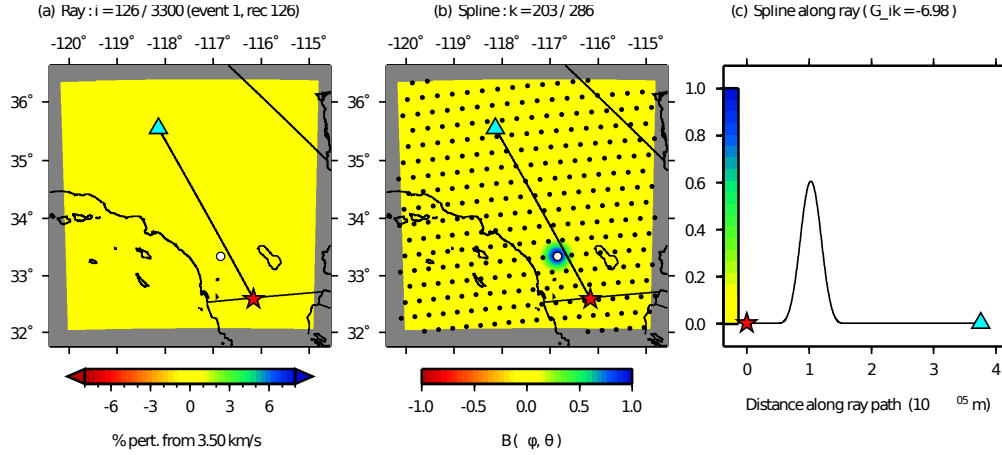 (a) Ray : i = 126 / 3300 (event 1, rec 126)
(b) Spline : k = 203 / 286
(c) Spline along ray ( G_ik = -6.98 )
-120° -119° -118° -117° -116° -115°
-120° -119° -118° -117° -116° -115°
36°
35°
34°
33°
32°
36°
35°
34°
33°
32°
1.0
0.8
0.6
0.4
0.2
0.0
0 1 2 3 4
Distance along ray path (10 05 m)
-6 -3 0 3 6
% pert. from 3.50 km/s
-1.0 -0.5 0.0 0.5 1.0
B ( φ, θ )